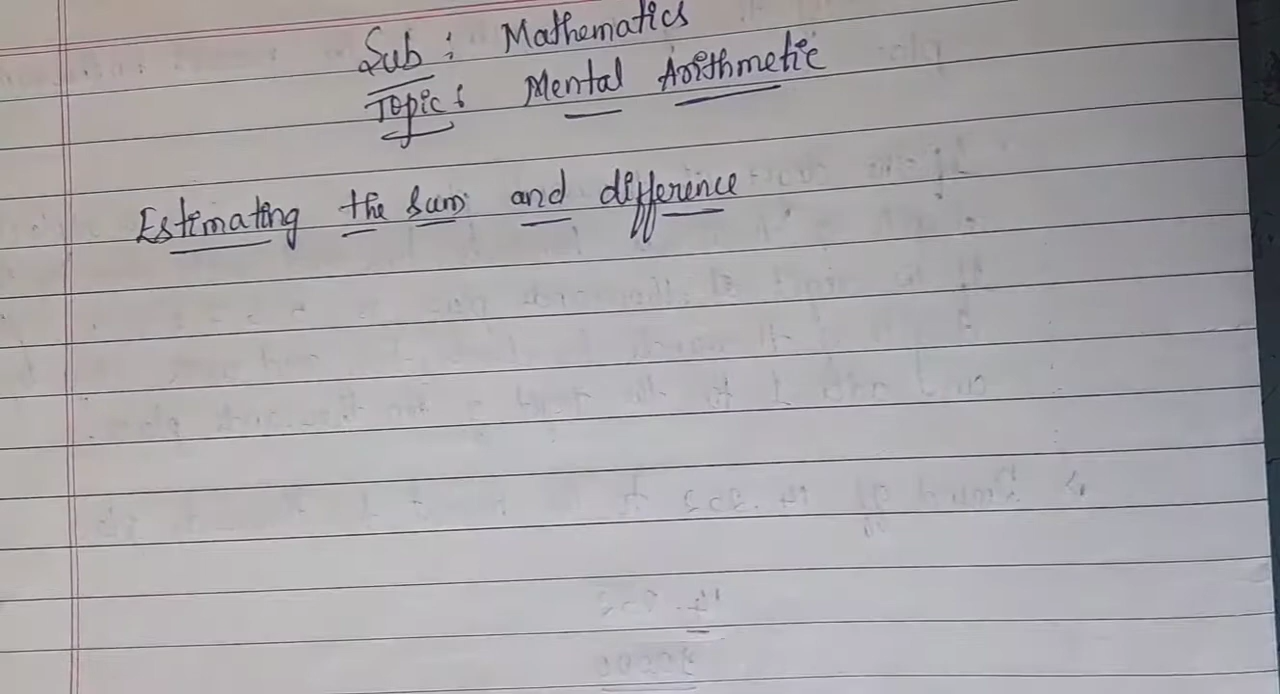 Sub : Mathematics
Topic : Mental Arithmetic
Estimating the sum and difference